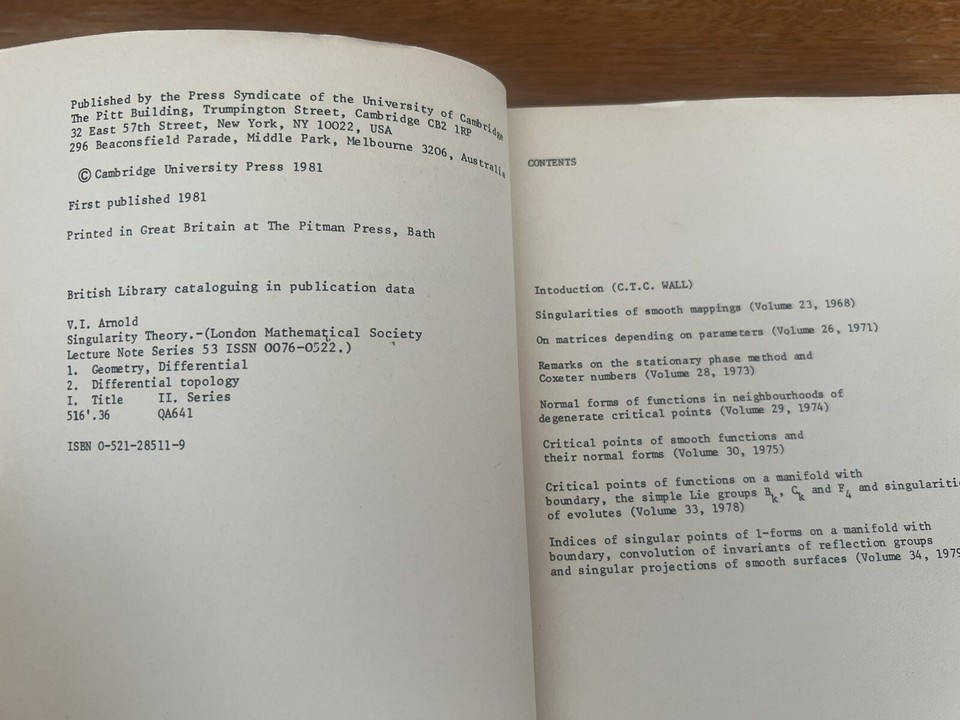 Published by the Press Syndicate of the University of Cambridge
The Pitt Building, Trumpington Street, Cambridge CB2 1RP
32 East 57th Street, New York, NY 10022, USA
296 Beaconsfield Parade, Middle Park, Melbourne 3206, Australia
© Cambridge University Press 1981
First published 1981
Printed in Great Britain at The Pitman Press, Bath
British Library cataloguing in publication data
V.I. Arnold
Singularity Theory.-(London Mathematical Society
Lecture Note Series 53 ISSN 0076-0522.)
1. Geometry, Differential
2. Differential topology
I. Title II. Series
516'.36 QA641
ISBN 0-521-28511-9
CONTENTS
Intoduction (C.T.C. WALL)
Singularities of smooth mappings (Volume 23, 1968)
On matrices depending on parameters (Volume 26, 1971)
Remarks on the stationary phase method and
Coxeter numbers (Volume 28, 1973)
Normal forms of functions in neighbourhoods of
degenerate critical points (Volume 29, 1974)
Critical points of smooth functions and
their normal forms (Volume 30, 1975)
Critical points of functions on a manifold with
boundary, the simple Lie groups Bk, Ck and F4 and singulariti
of evolutes (Volume 33, 1978)
Indices of singular points of 1-forms on a manifold with
boundary, convolution of invariants of reflection groups
and singular projections of smooth surfaces (Volume 34, 1979